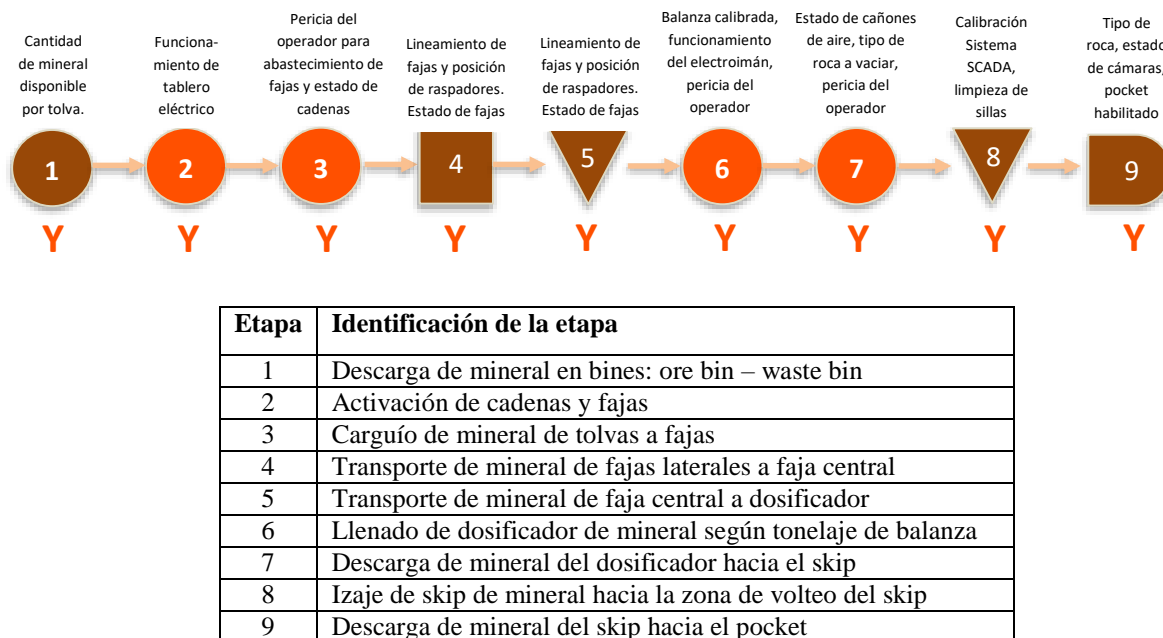 Cantidad
de mineral
disponible
por tolva.
Funciona-
miento de
tablero
eléctrico
Pericia del
operador para
abastecimiento de
fajas y estado de
cadenas
Lineamiento de
fajas y posición
de raspadores.
Estado de fajas
Lineamiento de
fajas y posición
de raspadores.
Estado de fajas
Balanza calibrada,
funcionamiento
del electroimán,
pericia del
operador
Estado de cañones
de aire, tipo de
roca a vaciar,
pericia del
operador
Calibración
Sistema
SCADA,
limpieza de
sillas
Tipo de
roca, estado
de cámaras,
pocket
habilitado
1 2 3 4 5 6 7 8 9
Y Y Y Y Y Y Y Y Y
Etapa Identificación de la etapa
1 Descarga de mineral en bines: ore bin – waste bin
2 Activación de cadenas y fajas
3 Carguío de mineral de tolvas a fajas
4 Transporte de mineral de fajas laterales a faja central
5 Transporte de mineral de faja central a dosificador
6 Llenado de dosificador de mineral según tonelaje de balanza
7 Descarga de mineral del dosificador hacia el skip
8 Izaje de skip de mineral hacia la zona de volteo del skip
9 Descarga de mineral del skip hacia el pocket